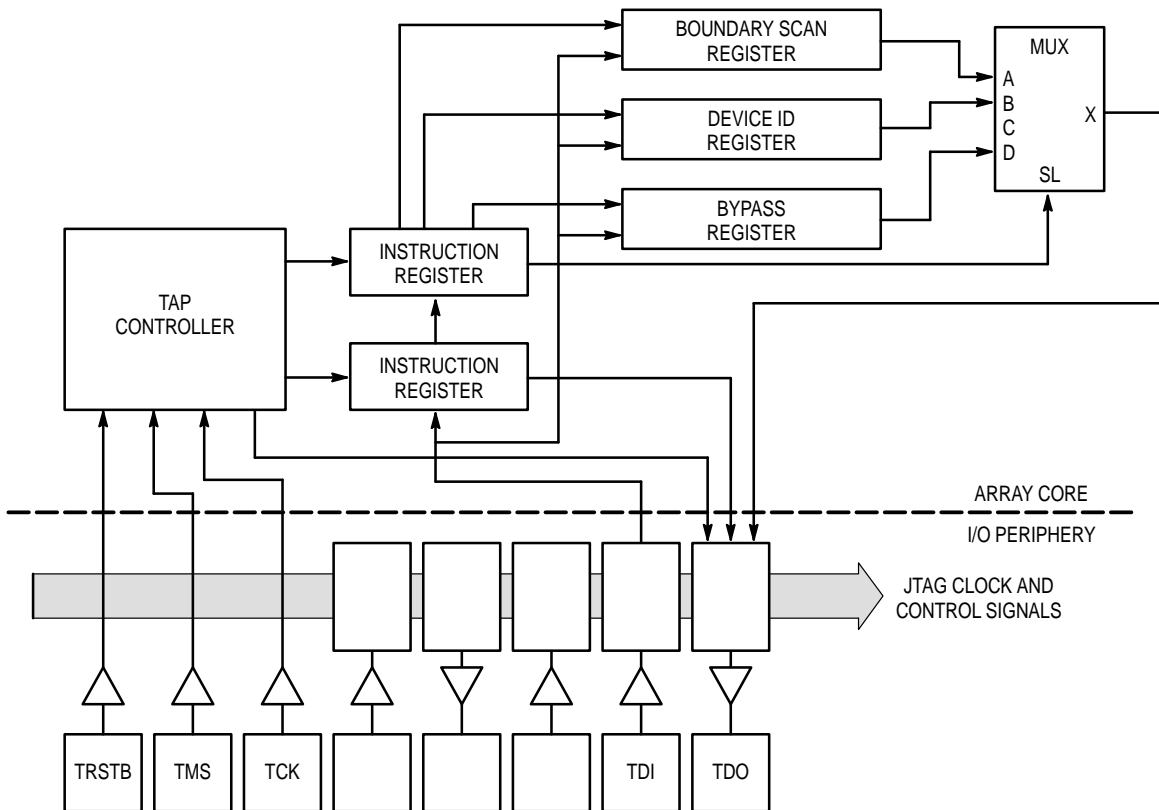 BOUNDARY SCAN
REGISTER
MUX
A
B
C
D
X
SL
DEVICE ID
REGISTER
BYPASS
REGISTER
INSTRUCTION
REGISTER
TAP
CONTROLLER
INSTRUCTION
REGISTER
ARRAY CORE
I/O PERIPHERY
JTAG CLOCK AND
CONTROL SIGNALS
TRSTB
TMS
TCK
TDI
TDO